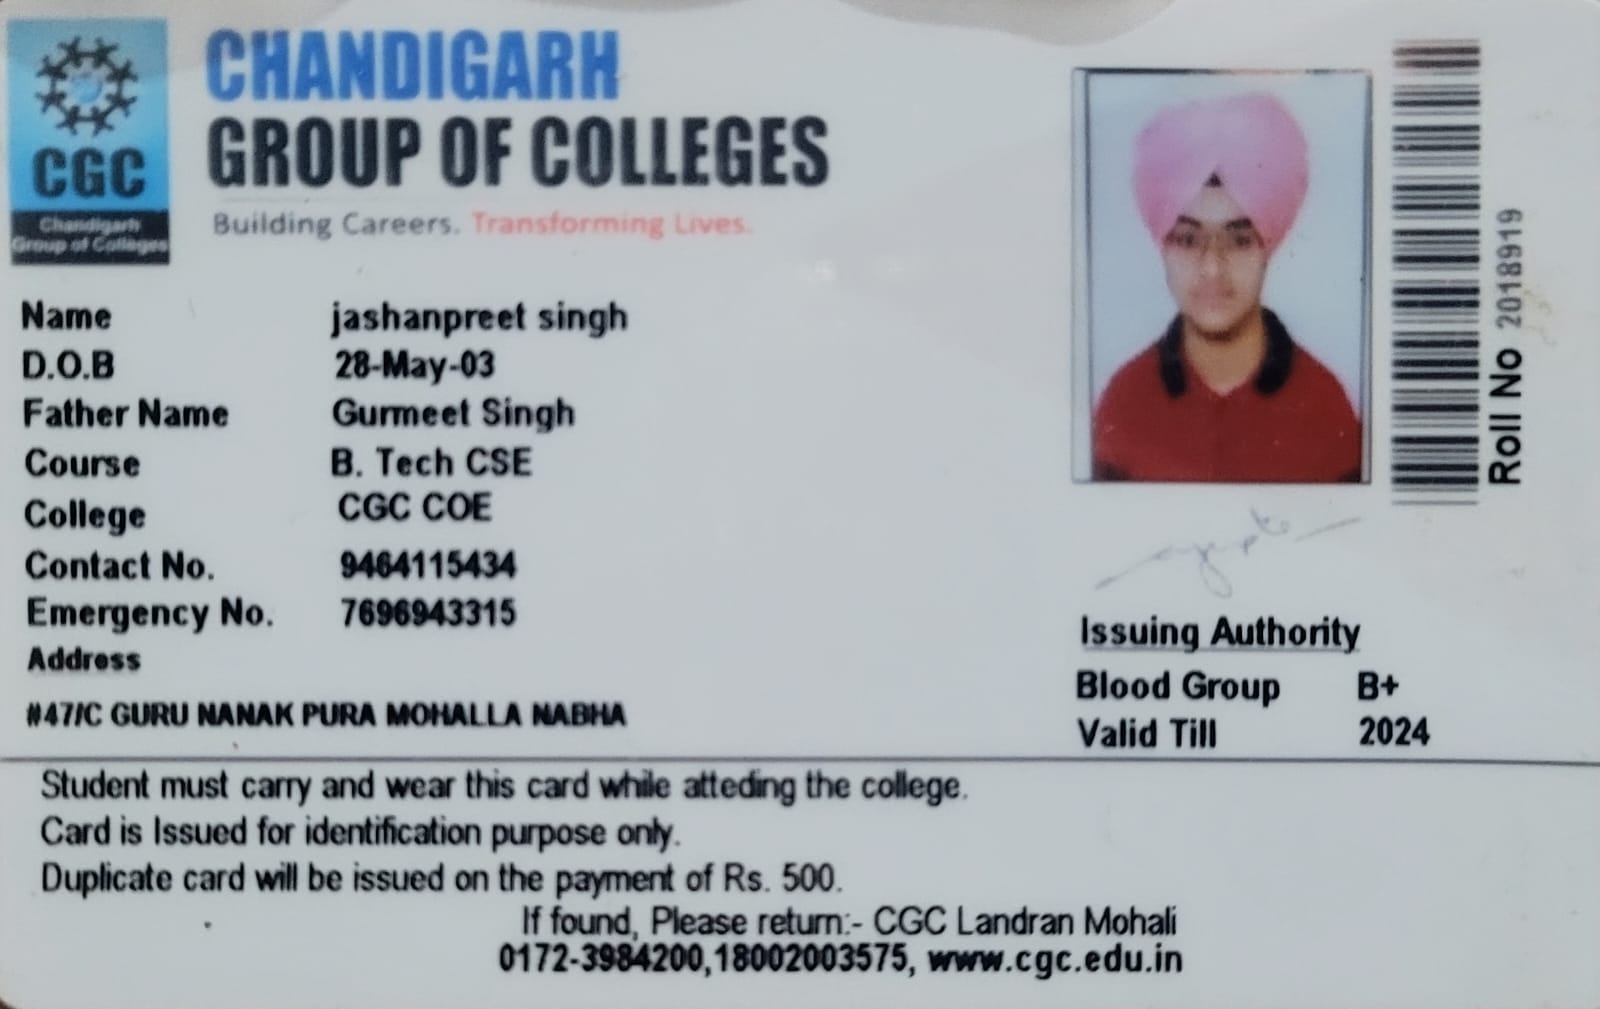 CHANDIGARH
GROUP OF COLLEGES
Building Careers. Transforming Lives.
CGC
Chandigarh
Group of Colleges
Name jashanpreet singh
D.O.B 28-May-03
Father Name Gurmeet Singh
Course B. Tech CSE
College CGC COE
Contact No. 9464115434
Emergency No. 7696943315
Address
#47/C GURU NANAK PURA MOHALLA NABHA
Roll No 2018919
Issuing Authority
Blood Group B+
Valid Till 2024
Student must carry and wear this card while atteding the college.
Card is Issued for identification purpose only.
Duplicate card will be issued on the payment of Rs. 500.
If found, Please return:- CGC Landran Mohali
0172-3984200,18002003575, www.cgc.edu.in